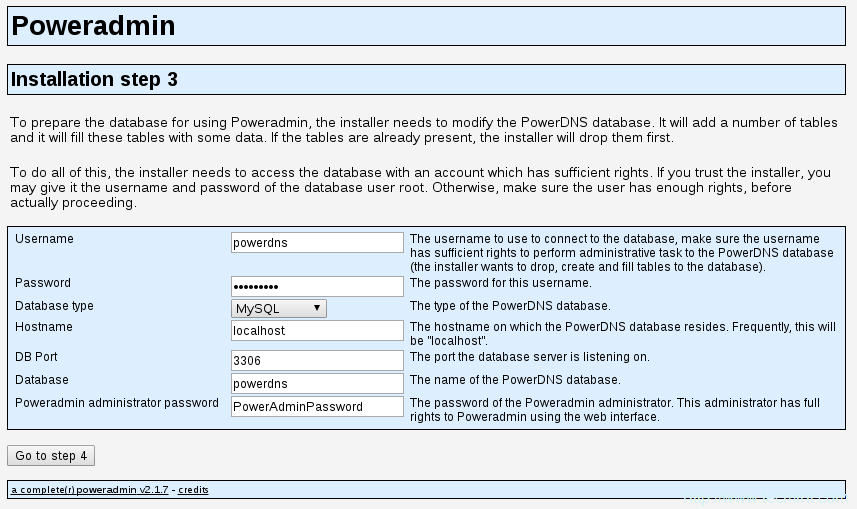 Poweradmin
Installation step 3
To prepare the database for using Poweradmin, the installer needs to modify the PowerDNS database. It will add a number of tables
and it will fill these tables with some data. If the tables are already present, the installer will drop them first.
To do all of this, the installer needs to access the database with an account which has sufficient rights. If you trust the installer, you
may give it the username and password of the database user root. Otherwise, make sure the user has enough rights, before
actually proceeding.
Username
powerdns
The username to use to connect to the database, make sure the username
has sufficient rights to perform administrative task to the PowerDNS database
(the installer wants to drop, create and fill tables to the database).
Password
•••••••••
The password for this username.
Database type
MySQL
The type of the PowerDNS database.
Hostname
localhost
The hostname on which the PowerDNS database resides. Frequently, this will
be "localhost".
DB Port
3306
The port the database server is listening on.
Database
powerdns
The name of the PowerDNS database.
Poweradmin administrator password
PowerAdminPassword
The password of the Poweradmin administrator. This administrator has full
rights to Poweradmin using the web interface.
Go to step 4
a complete(r) poweradmin v2.1.7 - credits